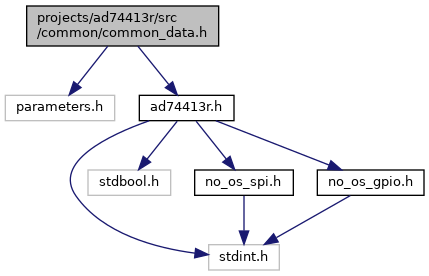 projects/ad74413r/src
/common/common_data.h
parameters.h
ad74413r.h
stdbool.h
no_os_spi.h
no_os_gpio.h
stdint.h